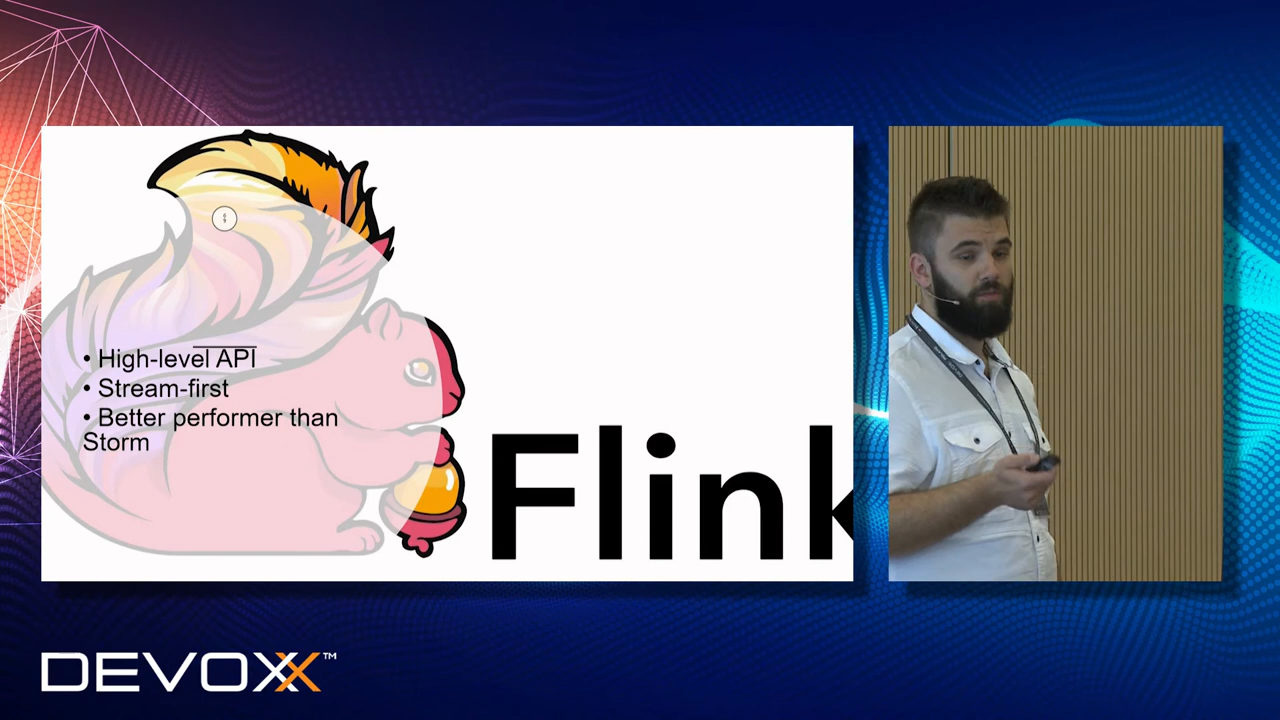 • High-level API
• Stream-first
• Better performer than
Storm
Flink
DEVOXX™